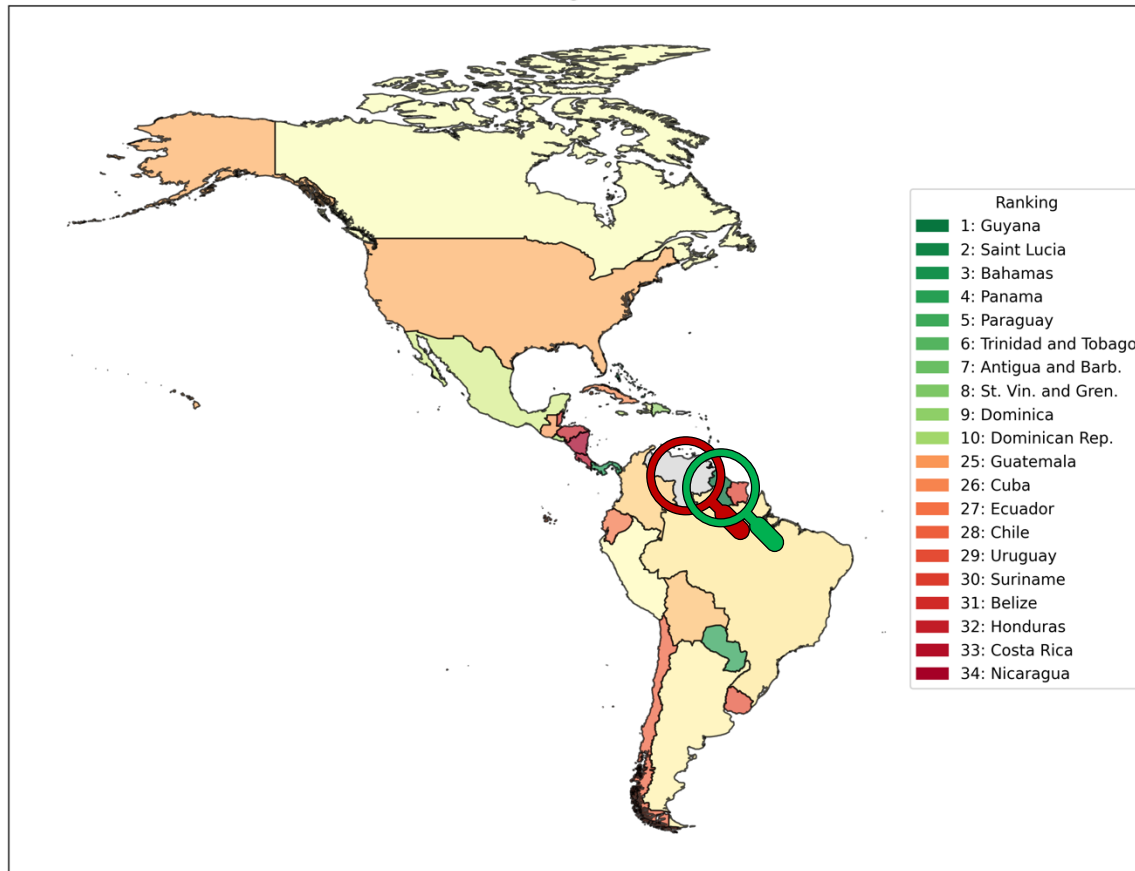 Ranking
1: Guyana
2: Saint Lucia
3: Bahamas
4: Panama
5: Paraguay
6: Trinidad and Tobago
7: Antigua and Barb.
8: St. Vin. and Gren.
9: Dominica
10: Dominican Rep.
25: Guatemala
26: Cuba
27: Ecuador
28: Chile
29: Uruguay
30: Suriname
31: Belize
32: Honduras
33: Costa Rica
34: Nicaragua